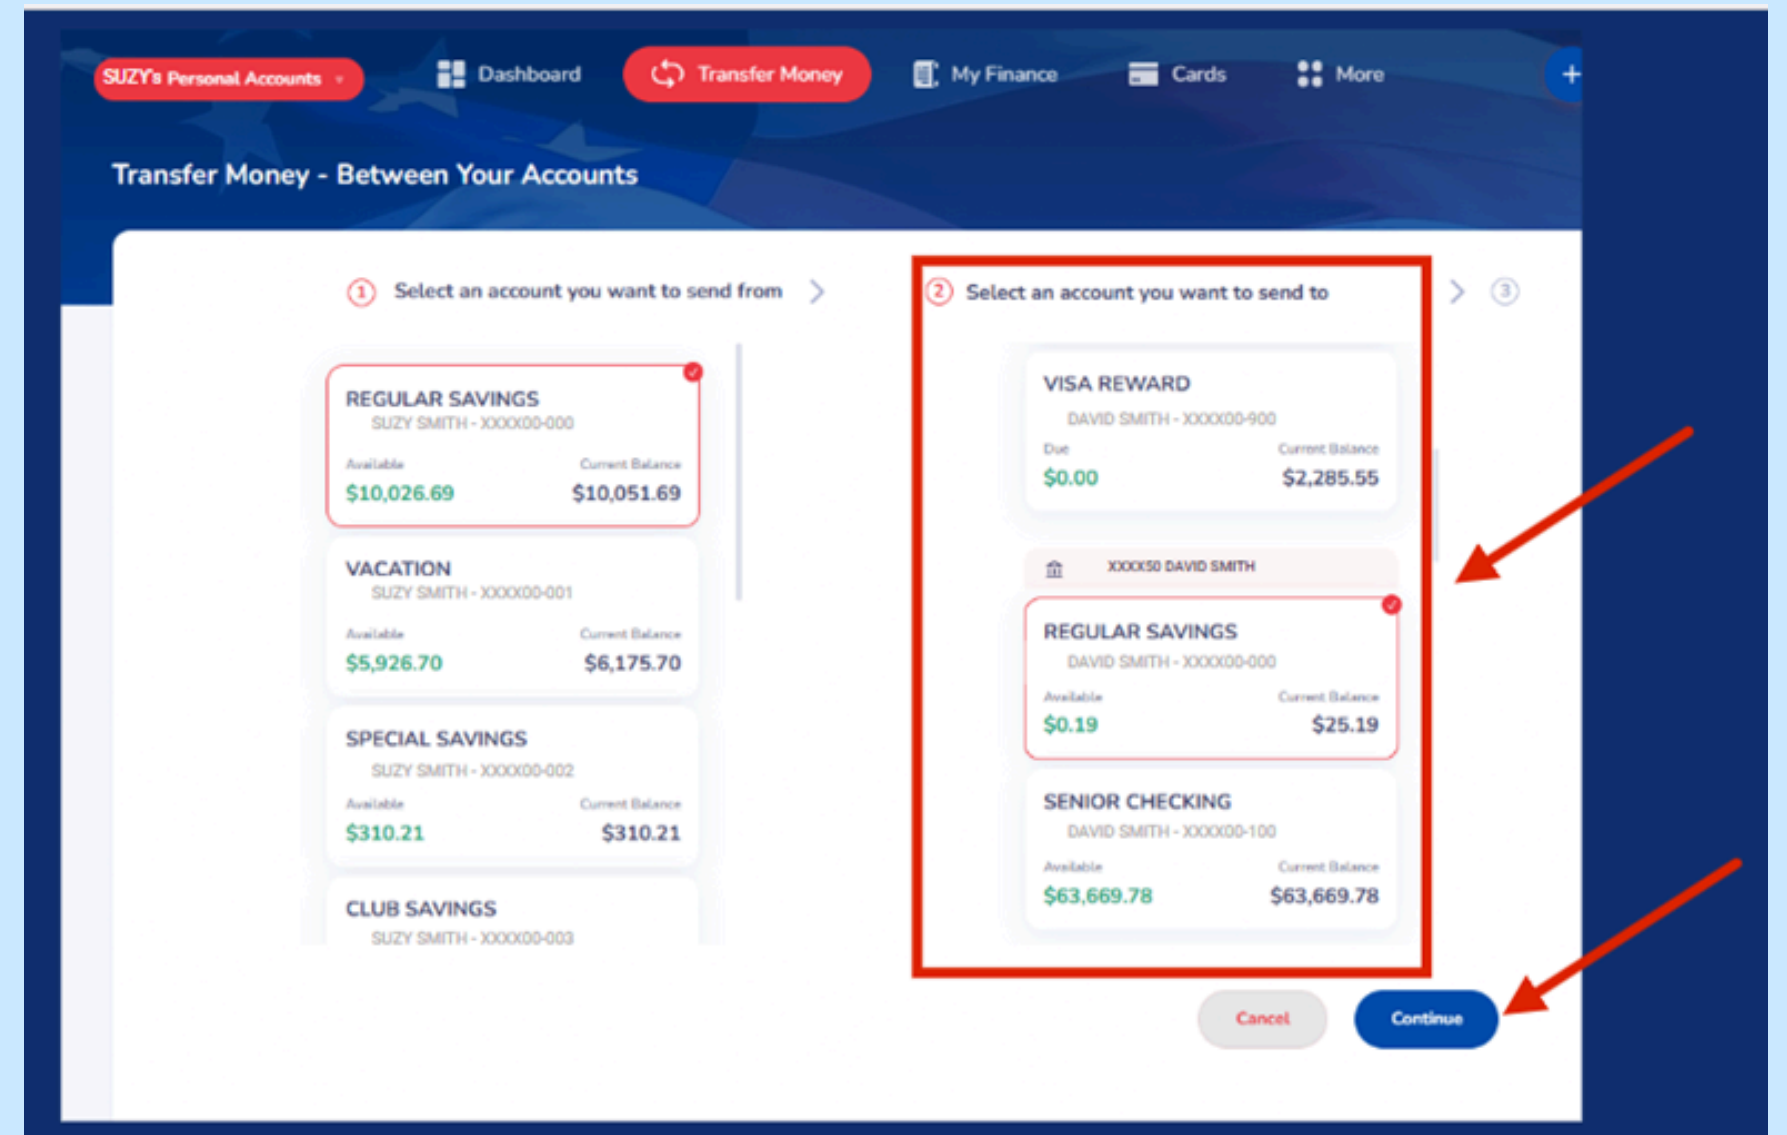 SUZY's Personal Accounts
Dashboard
Transfer Money
My Finance
Cards
More
+
Transfer Money - Between Your Accounts
1 Select an account you want to send from
REGULAR SAVINGS
SUZY SMITH - XXXX00-000
Available Current Balance
$10,026.69 $10,051.69
VACATION
SUZY SMITH - XXXX00-001
Available Current Balance
$5,926.70 $6,175.70
SPECIAL SAVINGS
SUZY SMITH - XXXX00-002
Available Current Balance
$310.21 $310.21
CLUB SAVINGS
SUZY SMITH - XXXX00-003
2 Select an account you want to send to
3
VISA REWARD
DAVID SMITH - XXXX00-900
Due Current Balance
$0.00 $2,285.55
XXXX50 DAVID SMITH
REGULAR SAVINGS
DAVID SMITH - XXXX00-000
Available Current Balance
$0.19 $25.19
SENIOR CHECKING
DAVID SMITH - XXXX00-100
Available Current Balance
$63,669.78 $63,669.78
Cancel
Continue